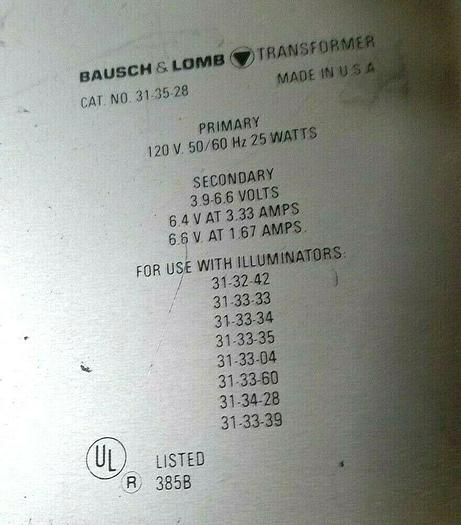 BAUSCH & LOMB TRANSFORMER
CAT. NO. 31-35-28 MADE IN U.S.A
PRIMARY
120 V. 50/60 Hz 25 WATTS
SECONDARY
3.9-6.6 VOLTS
6.4 V AT 3.33 AMPS
6.6 V. AT 1.67 AMPS.
FOR USE WITH ILLUMINATORS:
31-32-42
31-33-33
31-33-34
31-33-35
31-33-04
31-33-60
31-34-28
31-33-39
UL LISTED
R 385B